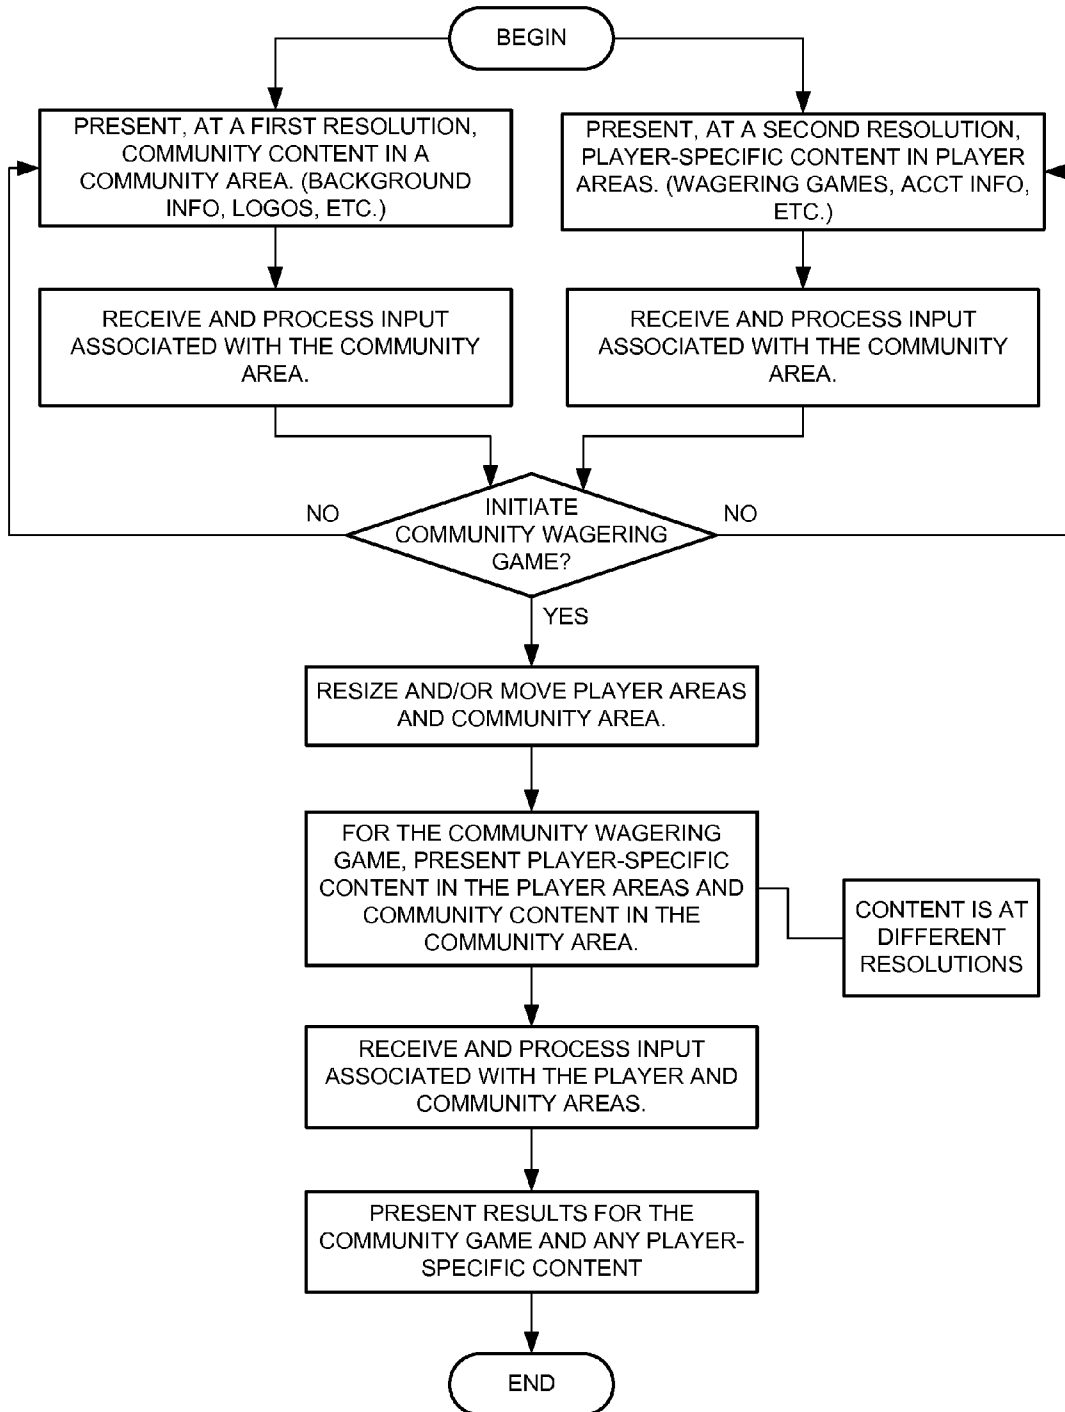 BEGIN
PRESENT, AT A FIRST RESOLUTION,
COMMUNITY CONTENT IN A
COMMUNITY AREA. (BACKGROUND
INFO, LOGOS, ETC.)
PRESENT, AT A SECOND RESOLUTION,
PLAYER-SPECIFIC CONTENT IN PLAYER
AREAS. (WAGERING GAMES, ACCT INFO,
ETC.)
RECEIVE AND PROCESS INPUT
ASSOCIATED WITH THE COMMUNITY
AREA.
RECEIVE AND PROCESS INPUT
ASSOCIATED WITH THE COMMUNITY
AREA.
NO
INITIATE
COMMUNITY WAGERING
GAME?
NO
YES
RESIZE AND/OR MOVE PLAYER AREAS
AND COMMUNITY AREA.
FOR THE COMMUNITY WAGERING
GAME, PRESENT PLAYER-SPECIFIC
CONTENT IN THE PLAYER AREAS AND
COMMUNITY CONTENT IN THE
COMMUNITY AREA.
CONTENT IS AT
DIFFERENT
RESOLUTIONS
RECEIVE AND PROCESS INPUT
ASSOCIATED WITH THE PLAYER AND
COMMUNITY AREAS.
PRESENT RESULTS FOR THE
COMMUNITY GAME AND ANY PLAYER-
SPECIFIC CONTENT
END